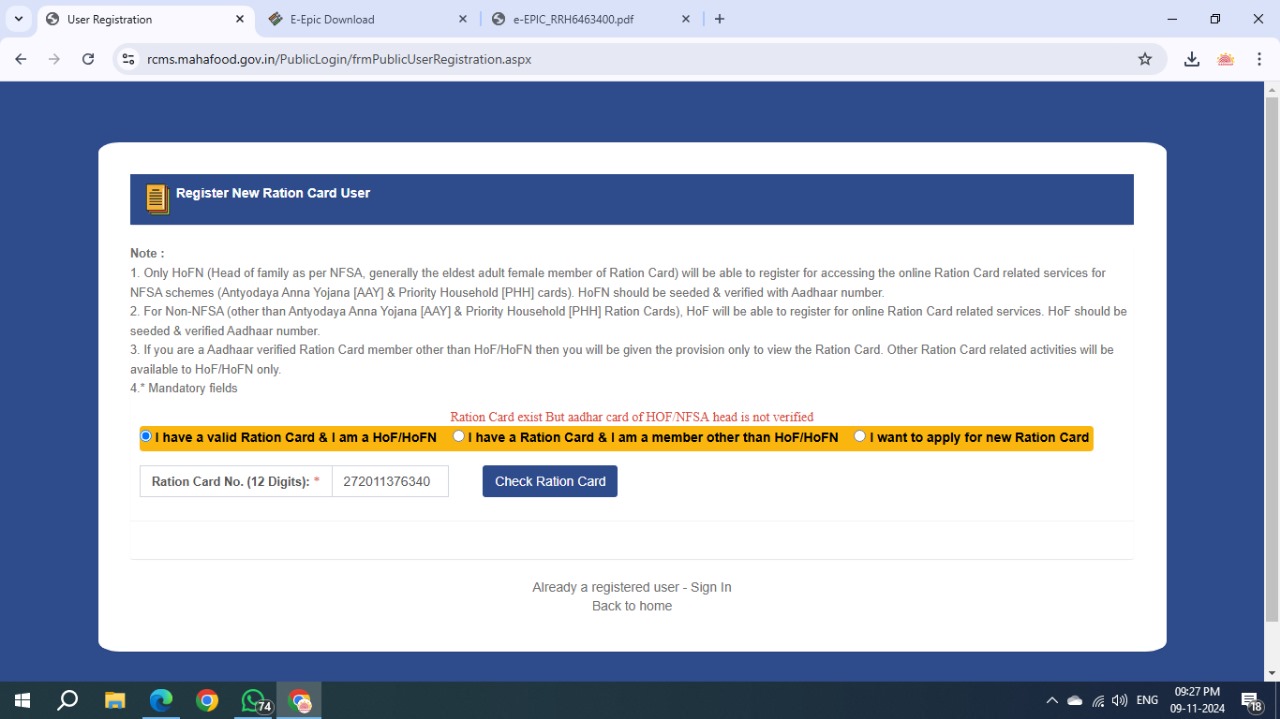 User Registration
E-Epic Download
e-EPIC_RRH6463400.pdf
rcms.mahafood.gov.in/PublicLogin/frmPublicUserRegistration.aspx
Register New Ration Card User
Note :
1. Only HoFN (Head of family as per NFSA, generally the eldest adult female member of Ration Card) will be able to register for accessing the online Ration Card related services for
NFSA schemes (Antyodaya Anna Yojana [AAY] & Priority Household [PHH] cards). HoFN should be seeded & verified with Aadhaar number.
2. For Non-NFSA (other than Antyodaya Anna Yojana [AAY] & Priority Household [PHH] Ration Cards), HoF will be able to register for online Ration Card related services. HoF should be
seeded & verified Aadhaar number.
3. If you are a Aadhaar verified Ration Card member other than HoF/HoFN then you will be given the provision only to view the Ration Card. Other Ration Card related activities will be
available to HoF/HoFN only.
4.* Mandatory fields
Ration Card exist But aadhar card of HOF/NFSA head is not verified
I have a valid Ration Card & I am a HoF/HoFN I have a Ration Card & I am a member other than HoF/HoFN I want to apply for new Ration Card
Ration Card No. (12 Digits): * 272011376340 Check Ration Card
Already a registered user - Sign In
Back to home
74
ENG
09:27 PM
09-11-2024
18